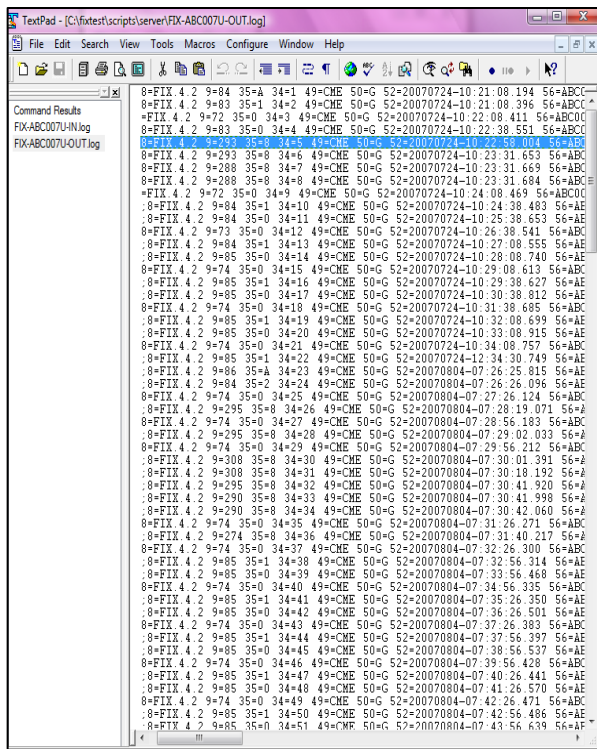 TextPad - [C:\fixtest\scripts\server\FIX-ABC007U-OUT.log]
File Edit Search View Tools Macros Configure Window Help
Command Results
FIX-ABC007U-IN.log
FIX-ABC007U-OUT.log
8=FIX.4.2 9=84 35=A 34=1 49=CME 50=G 52=20070724-10:21:08.194 56=ABC0
8=FIX.4.2 9=83 35=1 34=2 49=CME 50=G 52=20070724-10:21:08.396 56=ABC0
=FIX.4.2 9=72 35=0 34=3 49=CME 50=G 52=20070724-10:22:08.411 56=ABC00
8=FIX.4.2 9=83 35=0 34=4 49=CME 50=G 52=20070724-10:22:38.551 56=ABC0
8=FIX.4.2 9=293 35=8 34=5 49=CME 50=G 52=20070724-10:22:58.004 56=ABC
8=FIX.4.2 9=293 35=8 34=6 49=CME 50=G 52=20070724-10:23:31.653 56=ABC
8=FIX.4.2 9=288 35=8 34=7 49=CME 50=G 52=20070724-10:23:31.669 56=ABC
8=FIX.4.2 9=288 35=8 34=8 49=CME 50=G 52=20070724-10:23:31.684 56=ABC
=FIX.4.2 9=72 35=0 34=9 49=CME 50=G 52=20070724-10:24:08.469 56=ABC00
;8=FIX.4.2 9=84 35=1 34=10 49=CME 50=G 52=20070724-10:24:38.483 56=AB
;8=FIX.4.2 9=84 35=0 34=11 49=CME 50=G 52=20070724-10:25:38.653 56=AB
8=FIX.4.2 9=73 35=0 34=12 49=CME 50=G 52=20070724-10:26:38.541 56=ABC
;8=FIX.4.2 9=84 35=1 34=13 49=CME 50=G 52=20070724-10:27:08.555 56=AB
;8=FIX.4.2 9=85 35=0 34=14 49=CME 50=G 52=20070724-10:28:08.740 56=AB
8=FIX.4.2 9=74 35=0 34=15 49=CME 50=G 52=20070724-10:29:08.613 56=ABC
;8=FIX.4.2 9=85 35=1 34=16 49=CME 50=G 52=20070724-10:29:38.627 56=AB
;8=FIX.4.2 9=85 35=0 34=17 49=CME 50=G 52=20070724-10:30:38.812 56=AB
8=FIX.4.2 9=74 35=0 34=18 49=CME 50=G 52=20070724-10:31:38.685 56=ABC
;8=FIX.4.2 9=85 35=1 34=19 49=CME 50=G 52=20070724-10:32:08.699 56=AB
;8=FIX.4.2 9=85 35=0 34=20 49=CME 50=G 52=20070724-10:33:08.915 56=AB
8=FIX.4.2 9=74 35=0 34=21 49=CME 50=G 52=20070724-10:34:08.757 56=ABC
;8=FIX.4.2 9=85 35=1 34=22 49=CME 50=G 52=20070724-12:34:30.749 56=AB
;8=FIX.4.2 9=86 35=A 34=23 49=CME 50=G 52=20070804-07:26:25.815 56=AB
;8=FIX.4.2 9=84 35=2 34=24 49=CME 50=G 52=20070804-07:26:26.096 56=AB
8=FIX.4.2 9=74 35=0 34=25 49=CME 50=G 52=20070804-07:27:26.124 56=ABC
;8=FIX.4.2 9=295 35=8 34=26 49=CME 50=G 52=20070804-07:28:19.071 56=A
8=FIX.4.2 9=74 35=0 34=27 49=CME 50=G 52=20070804-07:28:56.183 56=ABC
;8=FIX.4.2 9=295 35=8 34=28 49=CME 50=G 52=20070804-07:29:02.033 56=A
8=FIX.4.2 9=74 35=0 34=29 49=CME 50=G 52=20070804-07:29:56.212 56=ABC
;8=FIX.4.2 9=308 35=8 34=30 49=CME 50=G 52=20070804-07:30:01.391 56=A
;8=FIX.4.2 9=308 35=8 34=31 49=CME 50=G 52=20070804-07:30:18.192 56=A
;8=FIX.4.2 9=295 35=8 34=32 49=CME 50=G 52=20070804-07:30:41.920 56=A
;8=FIX.4.2 9=290 35=8 34=33 49=CME 50=G 52=20070804-07:30:41.998 56=A
;8=FIX.4.2 9=290 35=8 34=34 49=CME 50=G 52=20070804-07:30:42.060 56=A
8=FIX.4.2 9=74 35=0 34=35 49=CME 50=G 52=20070804-07:31:26.271 56=ABC
;8=FIX.4.2 9=274 35=8 34=36 49=CME 50=G 52=20070804-07:31:40.217 56=A
8=FIX.4.2 9=74 35=0 34=37 49=CME 50=G 52=20070804-07:32:26.300 56=ABC
;8=FIX.4.2 9=85 35=1 34=38 49=CME 50=G 52=20070804-07:32:56.314 56=AB
;8=FIX.4.2 9=85 35=0 34=39 49=CME 50=G 52=20070804-07:33:56.468 56=AB
8=FIX.4.2 9=74 35=0 34=40 49=CME 50=G 52=20070804-07:34:56.335 56=ABC
;8=FIX.4.2 9=85 35=1 34=41 49=CME 50=G 52=20070804-07:35:26.350 56=AB
;8=FIX.4.2 9=85 35=0 34=42 49=CME 50=G 52=20070804-07:36:26.501 56=AB
8=FIX.4.2 9=74 35=0 34=43 49=CME 50=G 52=20070804-07:37:26.383 56=ABC
;8=FIX.4.2 9=85 35=1 34=44 49=CME 50=G 52=20070804-07:37:56.397 56=AB
;8=FIX.4.2 9=85 35=0 34=45 49=CME 50=G 52=20070804-07:38:56.537 56=AB
8=FIX.4.2 9=74 35=0 34=46 49=CME 50=G 52=20070804-07:39:56.428 56=ABC
;8=FIX.4.2 9=85 35=1 34=47 49=CME 50=G 52=20070804-07:40:26.441 56=AB
;8=FIX.4.2 9=85 35=0 34=48 49=CME 50=G 52=20070804-07:41:26.570 56=AB
8=FIX.4.2 9=74 35=0 34=49 49=CME 50=G 52=20070804-07:42:26.471 56=ABC
;8=FIX.4.2 9=85 35=1 34=50 49=CME 50=G 52=20070804-07:42:56.486 56=AB
;8=FIX.4.2 9=85 35=0 34=51 49=CME 50=G 52=20070804-07:43:56.639 56=AB